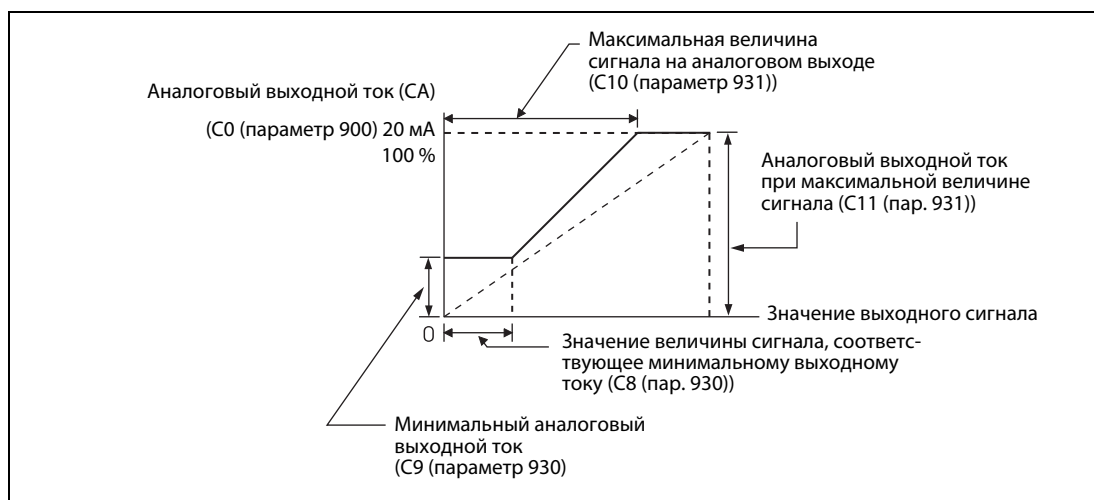 Максимальная величина
сигнала на аналоговом выходе
(C10 (параметр 931))
Аналоговый выходной ток (CA)
(C0 (параметр 900) 20 мА
100 %
Аналоговый выходной ток
при максимальной величине
сигнала (C11 (пар. 931))
Значение выходного сигнала
0
Значение величины сигнала, соответс-
твующее минимальному выходному
току (C8 (пар. 930))
Минимальный аналоговый
выходной ток
(C9 (параметр 930)